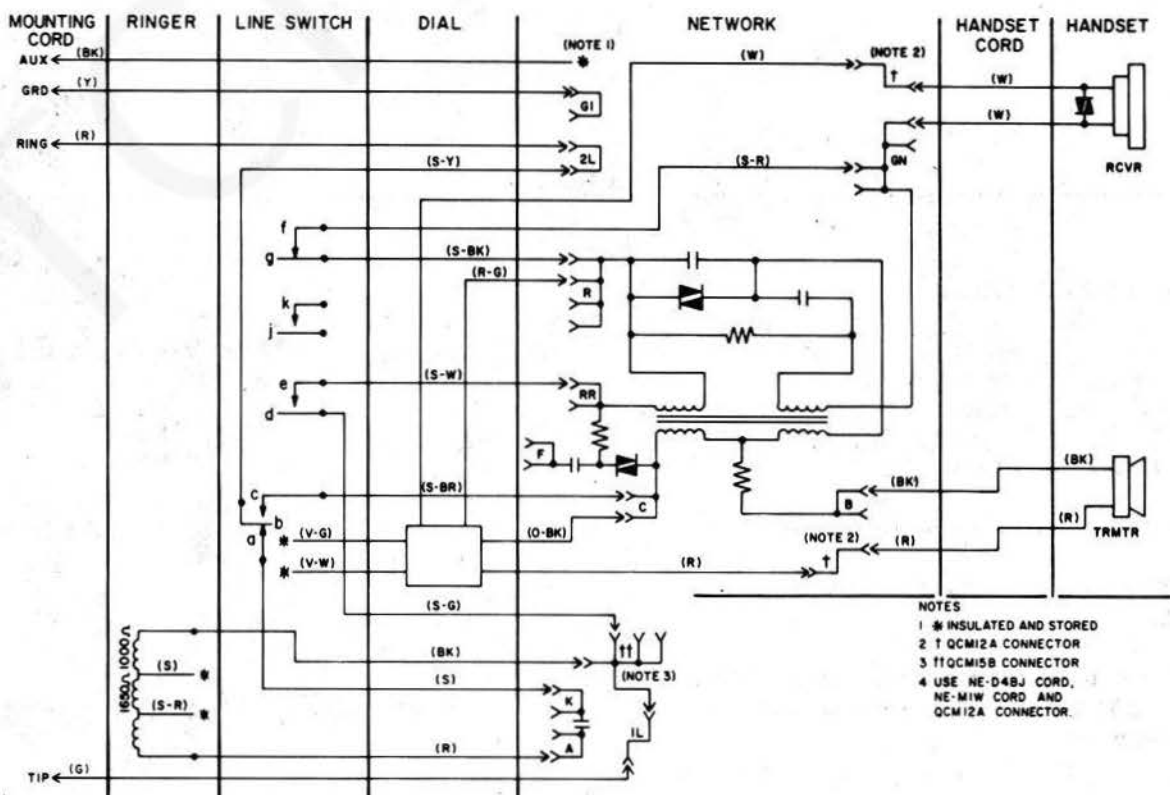 MOUNTING CORD
RINGER
LINE SWITCH
DIAL
NETWORK
HANDSET CORD
HANDSET
AUX
(BK)
(NOTE 1)
*
(W)
(NOTE 2)
†
(W)
GRD
(Y)
G1
(W)
RING
(R)
2L
(S-Y)
(S-R)
GN
RCVR
f
g
(S-BK)
(R-G)
R
k
j
e
(S-W)
RR
d
F
c
(S-BR)
C
b
a
* (V-G)
(O-BK)
* (V-W)
(R)
(NOTE 2)
†
B
(BK)
(BK)
(R)
(R)
TRMTR
(S-G)
1000∿
1650∿
(BK)
††
(NOTE 3)
(S)
*
(S)
K
(S-R)
*
1L
(R)
A
TIP
(G)
NOTES
1 * INSULATED AND STORED
2 † QCM12A CONNECTOR
3 †† QCM15B CONNECTOR
4 USE NE-D4BJ CORD,
NE-M1W CORD AND
QCM12A CONNECTOR.